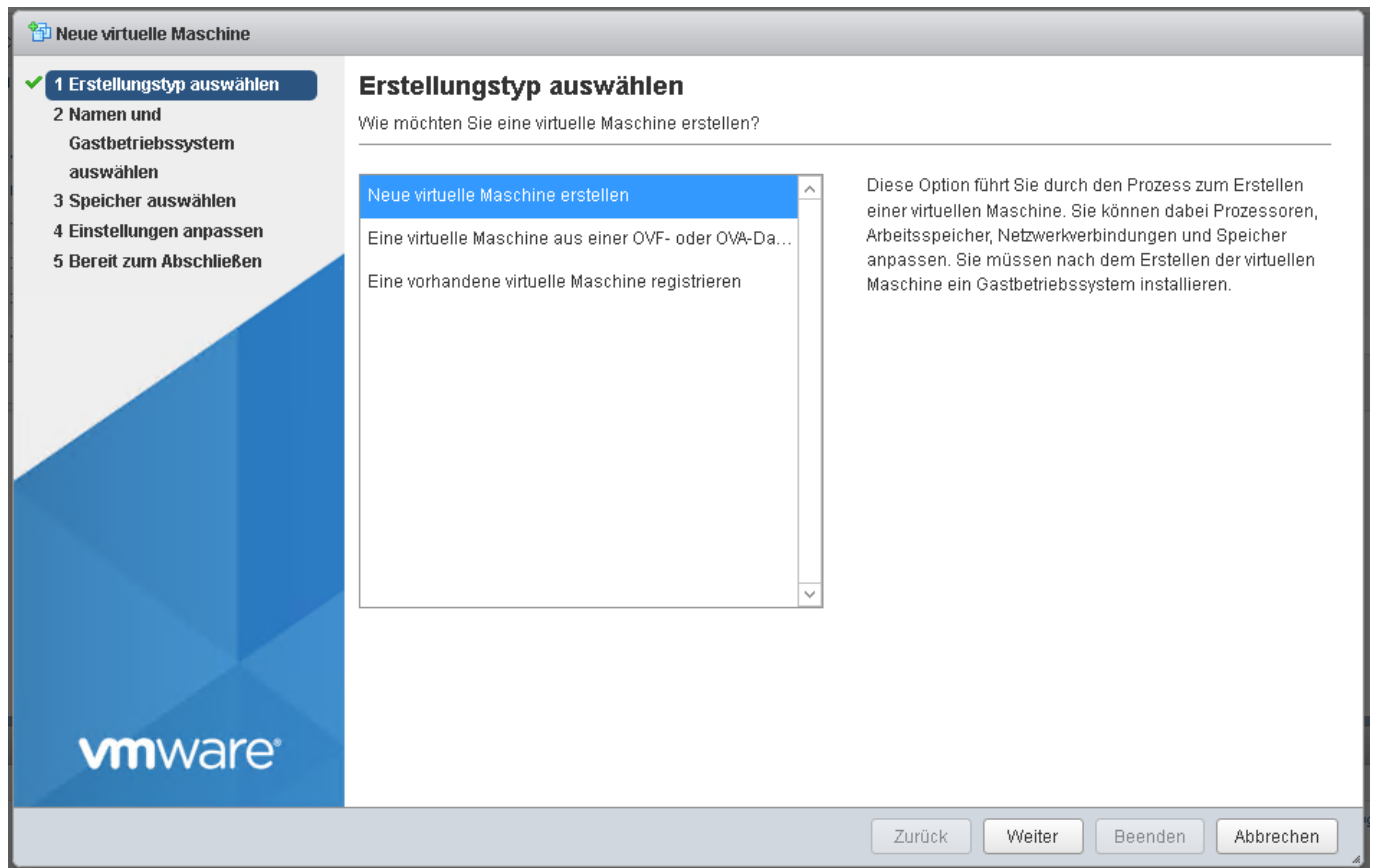 Neue virtuelle Maschine
1 Erstellungstyp auswählen
2 Namen und
Gastbetriebssystem
auswählen
3 Speicher auswählen
4 Einstellungen anpassen
5 Bereit zum Abschließen
Erstellungstyp auswählen
Wie möchten Sie eine virtuelle Maschine erstellen?
Neue virtuelle Maschine erstellen
Eine virtuelle Maschine aus einer OVF- oder OVA-Da...
Eine vorhandene virtuelle Maschine registrieren
Diese Option führt Sie durch den Prozess zum Erstellen
einer virtuellen Maschine. Sie können dabei Prozessoren,
Arbeitsspeicher, Netzwerkverbindungen und Speicher
anpassen. Sie müssen nach dem Erstellen der virtuellen
Maschine ein Gastbetriebssystem installieren.
vmware®
Zurück Weiter Beenden Abbrechen